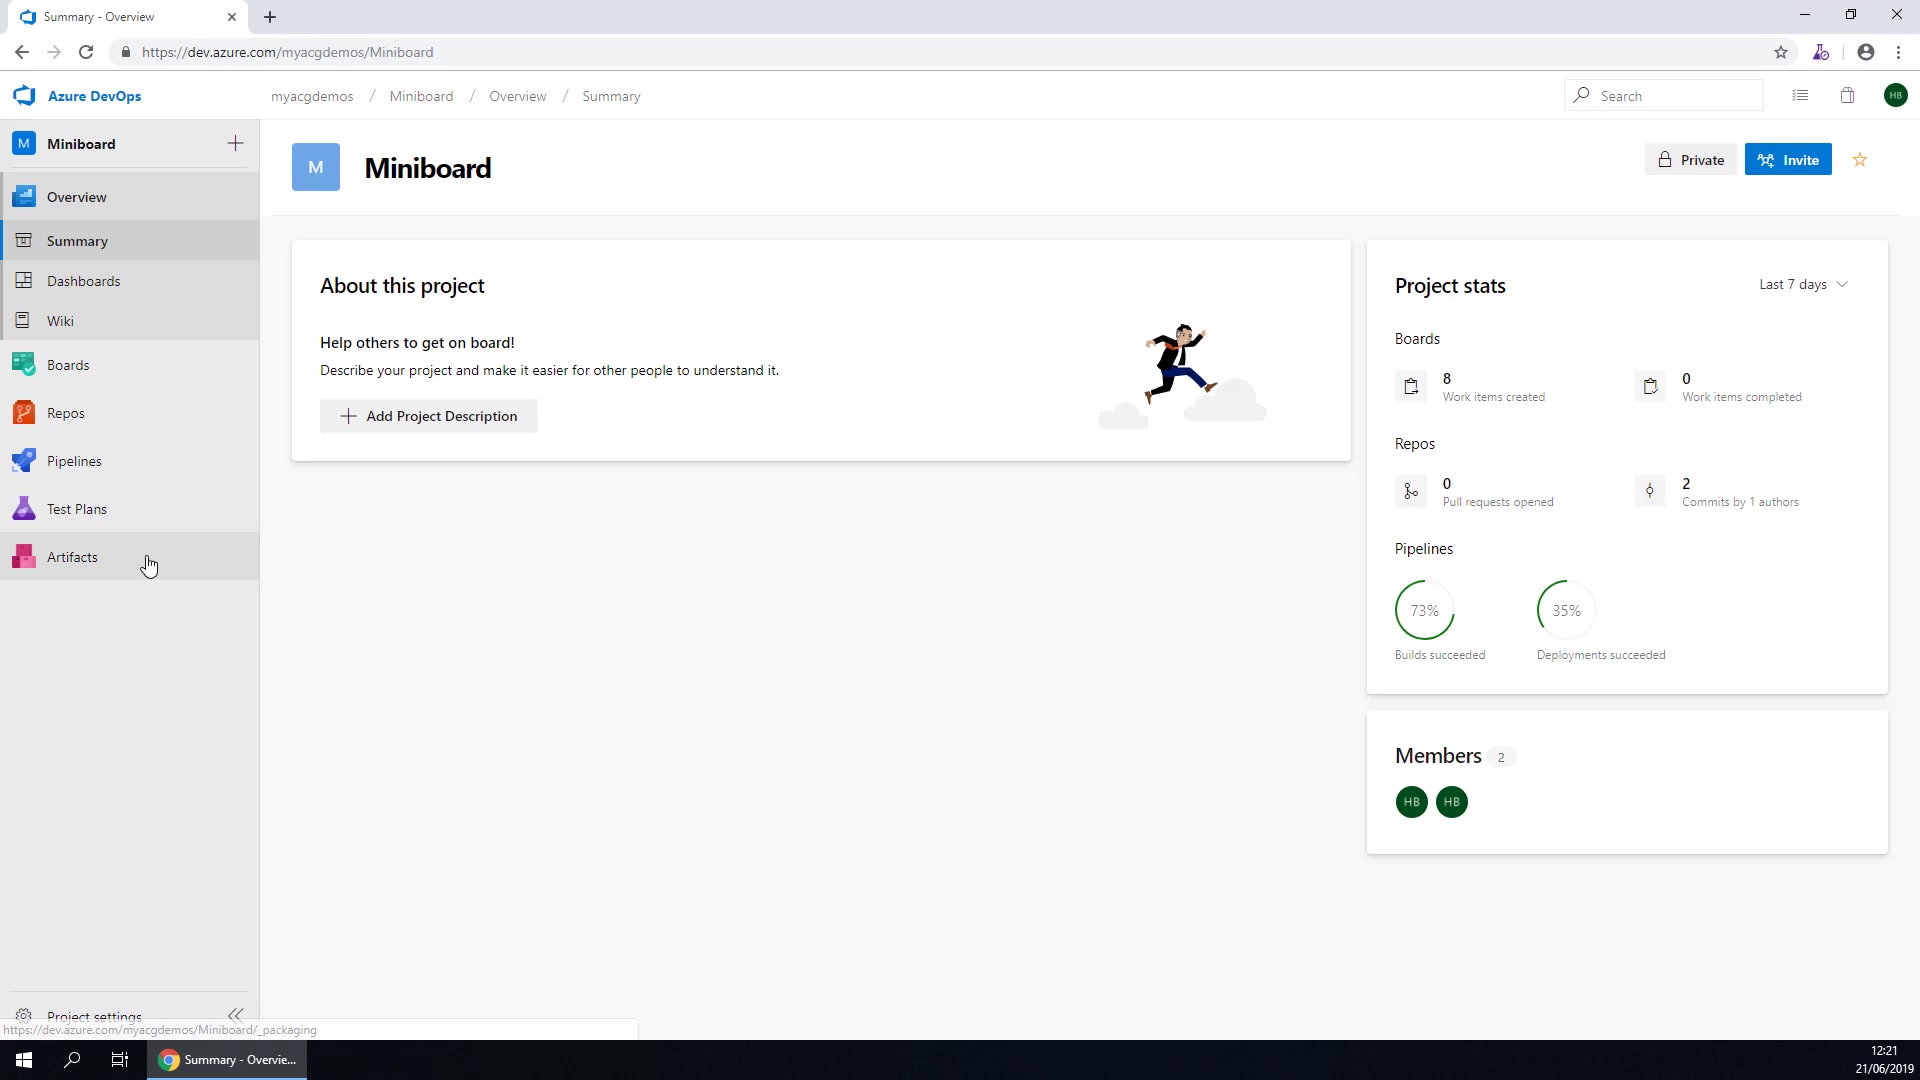 Summary - Overview
https://dev.azure.com/myacgdemos/Miniboard
Azure DevOps
myacgdemos / Miniboard / Overview / Summary
Search
HB
M Miniboard
M Miniboard
Private
Invite
Overview
Summary
Dashboards
Wiki
Boards
Repos
Pipelines
Test Plans
Artifacts
About this project
Help others to get on board!
Describe your project and make it easier for other people to understand it.
Add Project Description
Project stats
Last 7 days
Boards
8
Work items created
0
Work items completed
Repos
0
Pull requests opened
2
Commits by 1 authors
Pipelines
73%
Builds succeeded
35%
Deployments succeeded
Members 2
HB HB
Project settings
https://dev.azure.com/myacgdemos/Miniboard/_packaging
Summary - Overvie...
12:21
21/06/2019